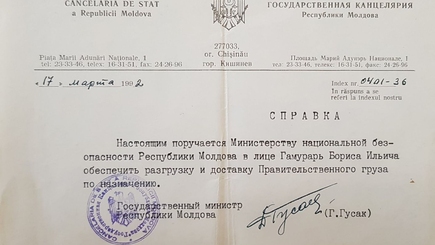 CANCELARIA DE STAT
a Republicii Moldova
ГОСУДАРСТВЕННАЯ КАНЦЕЛЯРИЯ
Республики Молдова
277033,
or. Chişinău
гор. Кишинев
Piata Marii Adunări Naţionale, 1
tel: 23-33-46, telex: 16-31-51, fax: 24-26-96
Площадь Марий Адунэрь Национале, 1
тел: 23-33-46, телекс: 16-31-51, факс: 24-26-96
« 17 » марта 1992
Index nr 0401-36
În răspuns a se
referi la indexul nostru
СПРАВКА
Настоящим поручается Министерству национальной без-
опасности Республики Молдова в лице Гамурарь Бориса Ильича
обеспечить разгрузку и доставку Правительственного груза
по назначению.
Государственный министр
Республики Молдова
(Г.Гусак)